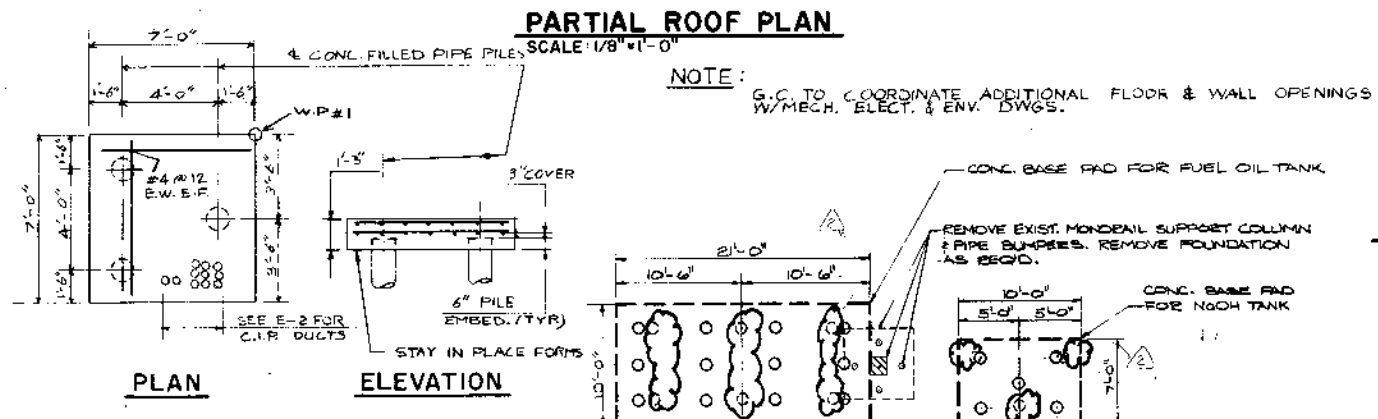 PARTIAL ROOF PLAN
SCALE: 1/8"=1'-0"
7'-0"
℄ CONC. FILLED PIPE PILES
1'-6"
4'-0"
1'-6"
W.P #1
NOTE:
G.C. TO COORDINATE ADDITIONAL FLOOR & WALL OPENINGS
W/MECH. ELECT. & ENV. DWGS.
7'-0"
1'-6"
4'-0"
1'-6"
#4 @ 12
E.W. E.F.
3'-6"
3'-6"
SEE E-2 FOR
C.I.P. DUCTS
PLAN
1'-3"
3" COVER
6" PILE
EMBED. (TYP)
STAY IN PLACE FORMS
ELEVATION
CONC. BASE PAD FOR FUEL OIL TANK
2
REMOVE EXIST. MONORAIL SUPPORT COLUMN
& PIPE BUMPERS. REMOVE FOUNDATION
AS REQ'D.
21'-0"
10'-6"
10'-6"
10'-0"
CONC. BASE PAD
FOR NaOH TANK
10'-0"
5'-0"
5'-0"
2
7'-0"